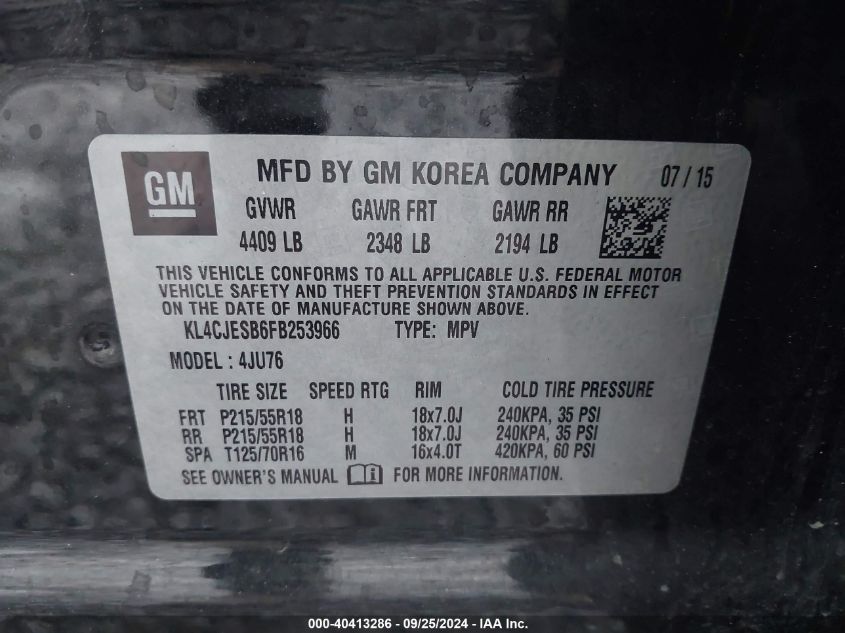 GM
MFD BY GM KOREA COMPANY 07/15
GVWR GAWR FRT GAWR RR
4409 LB 2348 LB 2194 LB
THIS VEHICLE CONFORMS TO ALL APPLICABLE U.S. FEDERAL MOTOR
VEHICLE SAFETY AND THEFT PREVENTION STANDARDS IN EFFECT
ON THE DATE OF MANUFACTURE SHOWN ABOVE.
KL4CJESB6FB253966 TYPE: MPV
MODEL: 4JU76
TIRE SIZE SPEED RTG RIM COLD TIRE PRESSURE
FRT P215/55R18 H 18x7.0J 240KPA, 35 PSI
RR P215/55R18 H 18x7.0J 240KPA, 35 PSI
SPA T125/70R16 M 16x4.0T 420KPA, 60 PSI
SEE OWNER'S MANUAL FOR MORE INFORMATION.
000-40413286 - 09/25/2024 - IAA Inc.